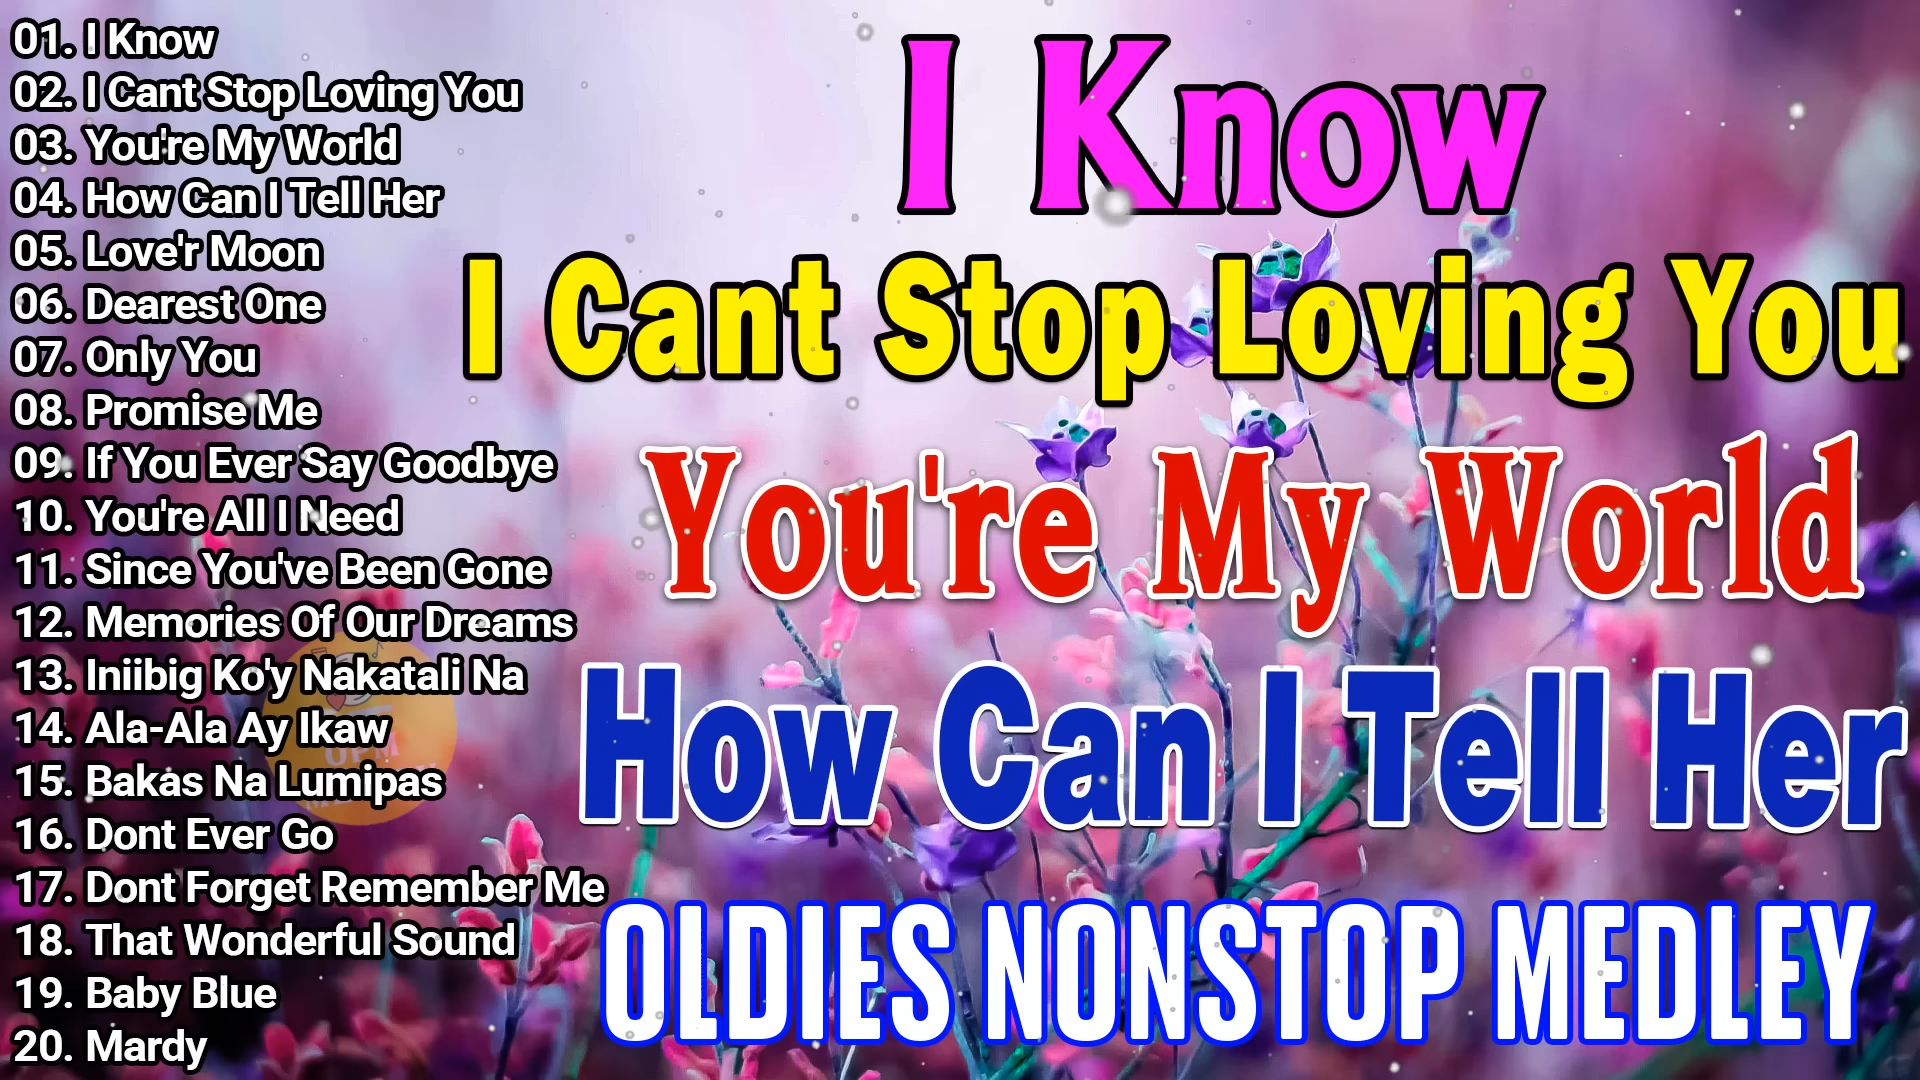 01. I Know
02. I Cant Stop Loving You
03. You're My World
04. How Can I Tell Her
05. Love'r Moon
06. Dearest One
07. Only You
08. Promise Me
09. If You Ever Say Goodbye
10. You're All I Need
11. Since You've Been Gone
12. Memories Of Our Dreams
13. Iniibig Ko'y Nakatali Na
14. Ala-Ala Ay Ikaw
15. Bakas Na Lumipas
16. Dont Ever Go
17. Dont Forget Remember Me
18. That Wonderful Sound
19. Baby Blue
20. Mardy
I Know
I Cant Stop Loving You
You're My World
How Can I Tell Her
OLDIES NONSTOP MEDLEY